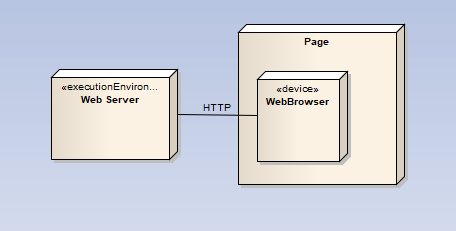 «executionEnviron...
Web Server
HTTP
Page
«device»
WebBrowser